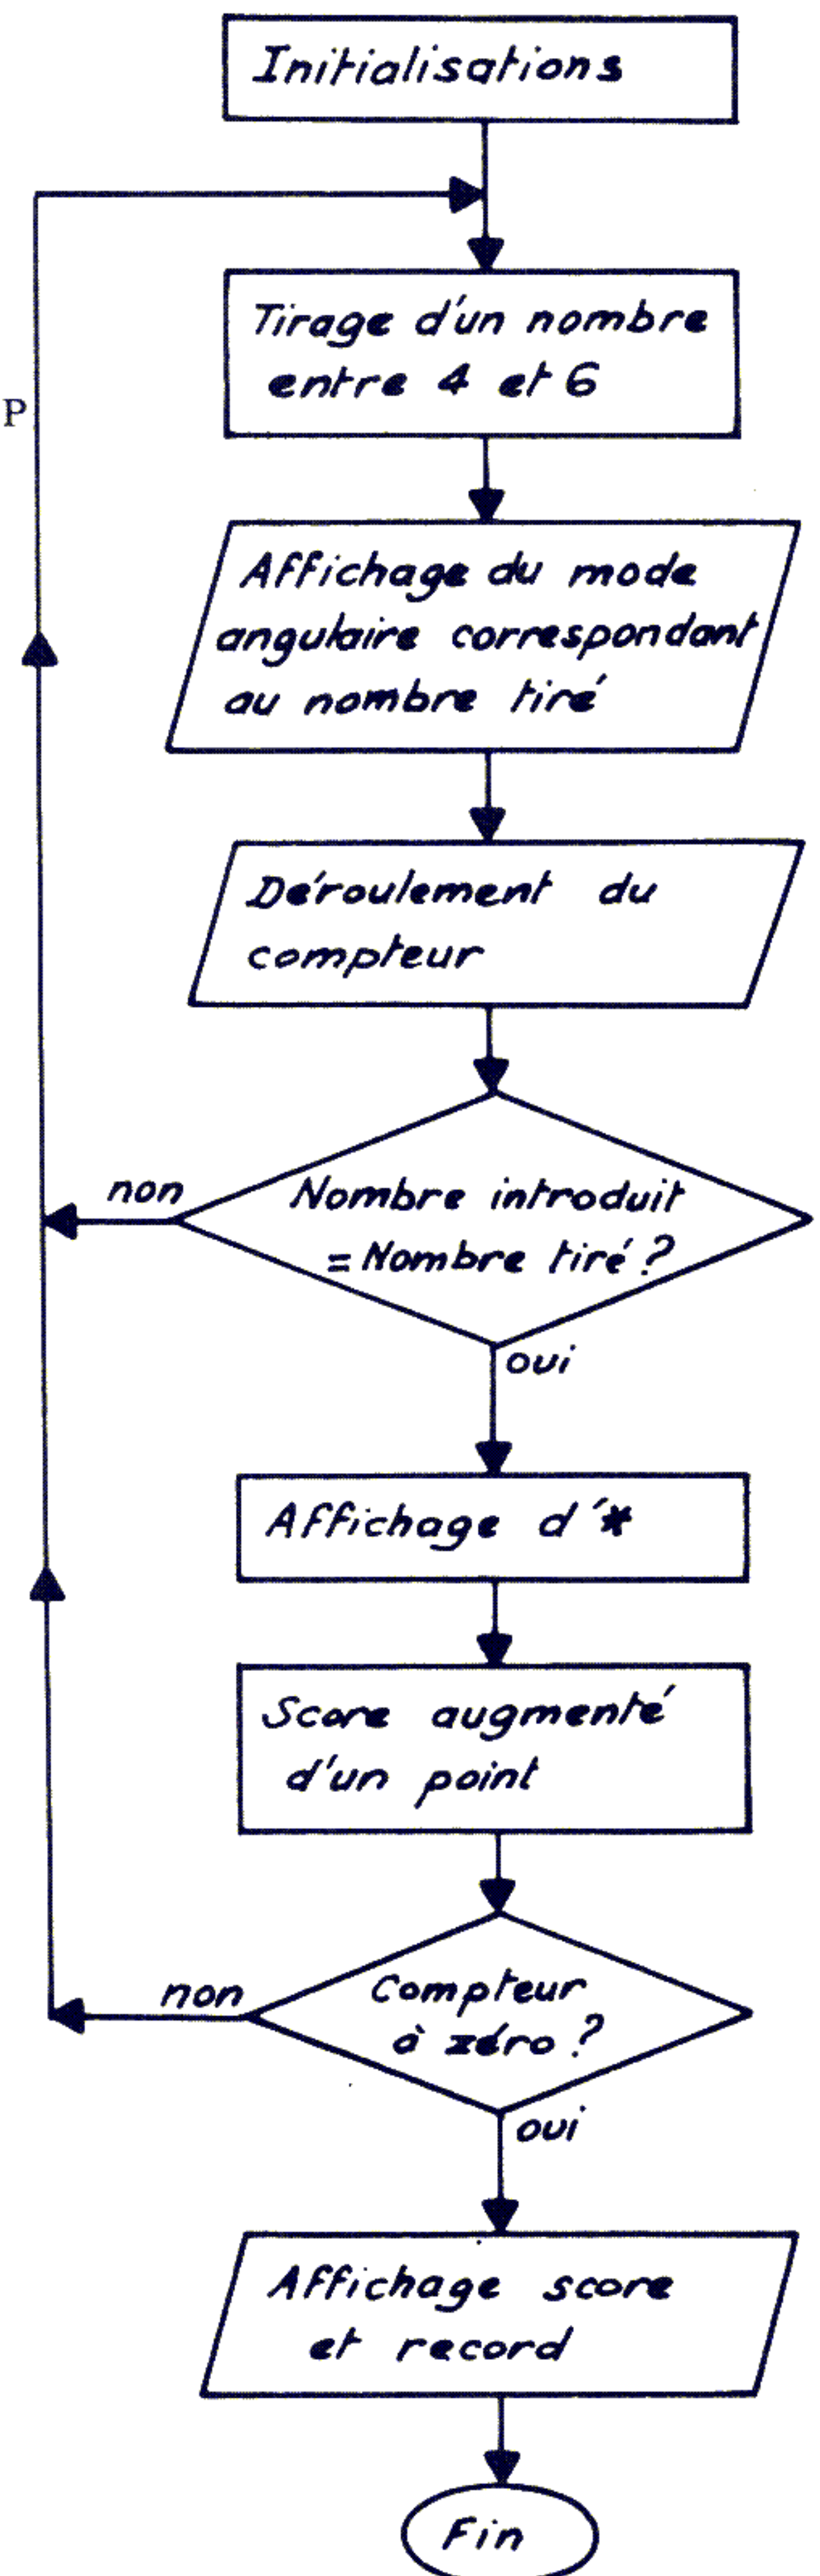 Initialisations
Tirage d'un nombre
entre 4 et 6
P
Affichage du mode
angulaire correspondant
au nombre tiré
Déroulement du
compteur
non
Nombre introduit
= Nombre tiré ?
oui
Affichage d'*
Score augmenté
d'un point
non
Compteur
à zéro ?
oui
Affichage score
et record
Fin